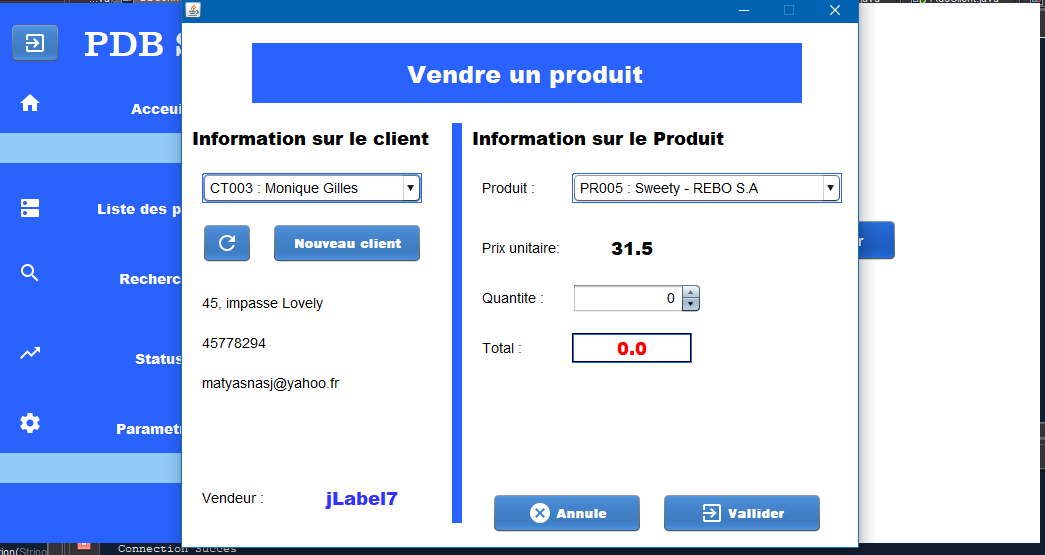 PDB
Vendre un produit
Acceui
Information sur le client
Information sur le Produit
CT003 : Monique Gilles
Produit :
PR005 : Sweety - REBO S.A
Liste des p
Nouveau client
Prix unitaire:
31.5
r
Recherc
45, impasse Lovely
Quantite :
0
45778294
Total :
0.0
Status
matyasnasj@yahoo.fr
Parametr
Vendeur :
jLabel7
Annule
Vallider
Connection Succes